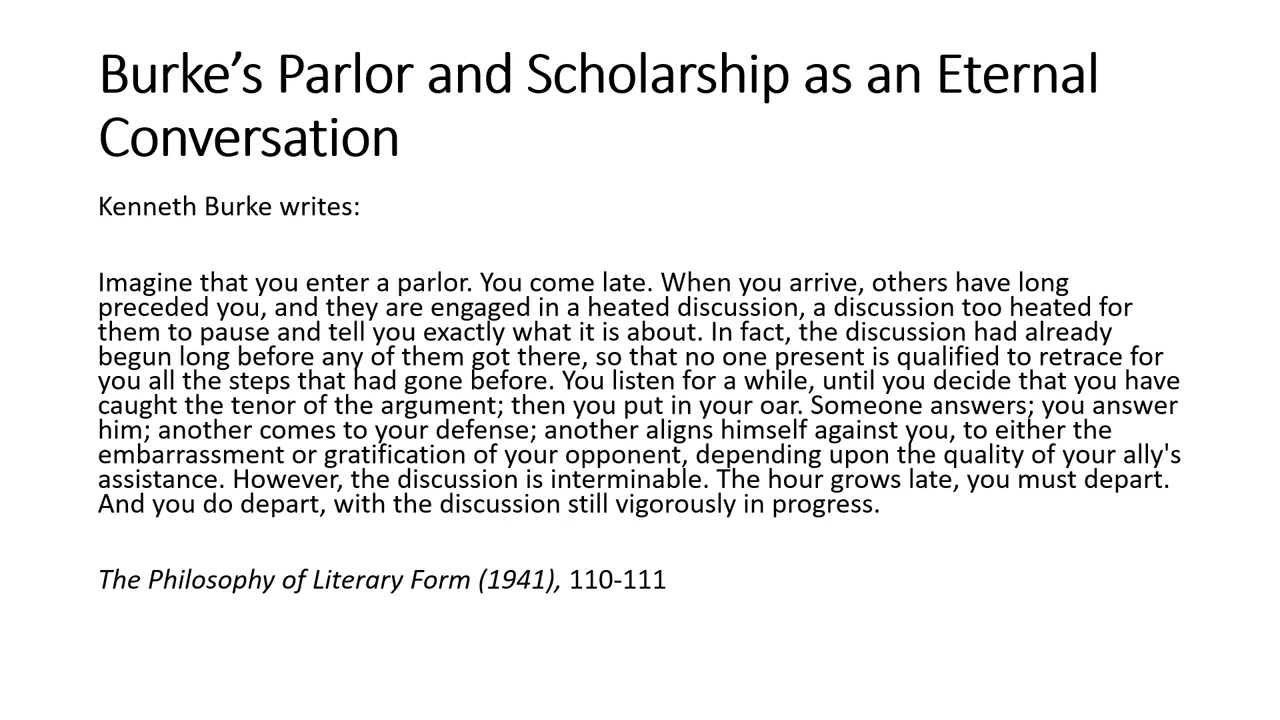 Burke’s Parlor and Scholarship as an Eternal
Conversation
Kenneth Burke writes:
Imagine that you enter a parlor. You come late. When you arrive, others have long
preceded you, and they are engaged in a heated discussion, a discussion too heated for
them to pause and tell you exactly what it is about. In fact, the discussion had already
begun long before any of them got there, so that no one present is qualified to retrace for
you all the steps that had gone before. You listen for a while, until you decide that you have
caught the tenor of the argument; then you put in your oar. Someone answers; you answer
him; another comes to your defense; another aligns himself against you, to either the
embarrassment or gratification of your opponent, depending upon the quality of your ally's
assistance. However, the discussion is interminable. The hour grows late, you must depart.
And you do depart, with the discussion still vigorously in progress.
The Philosophy of Literary Form (1941), 110-111